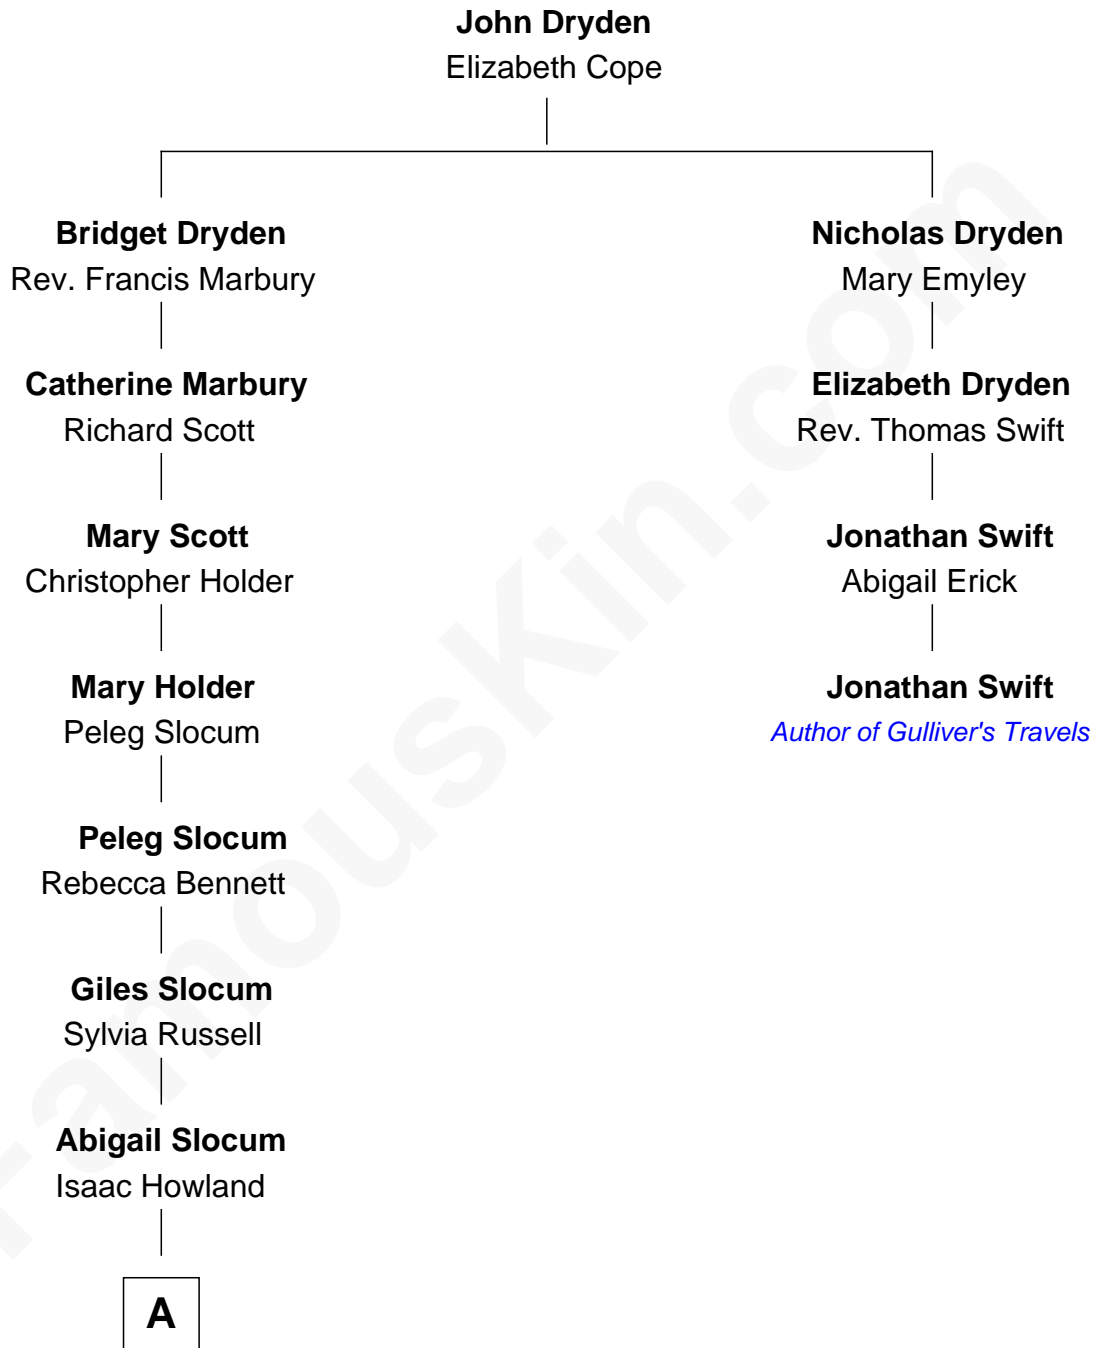 John Dryden
Elizabeth Cope
Bridget Dryden
Rev. Francis Marbury
Nicholas Dryden
Mary Emyley
Catherine Marbury
Richard Scott
Elizabeth Dryden
Rev. Thomas Swift
Mary Scott
Christopher Holder
Jonathan Swift
Abigail Erick
Mary Holder
Peleg Slocum
Jonathan Swift
Author of Gulliver's Travels
Peleg Slocum
Rebecca Bennett
Giles Slocum
Sylvia Russell
Abigail Slocum
Isaac Howland
A
FamousKin.com